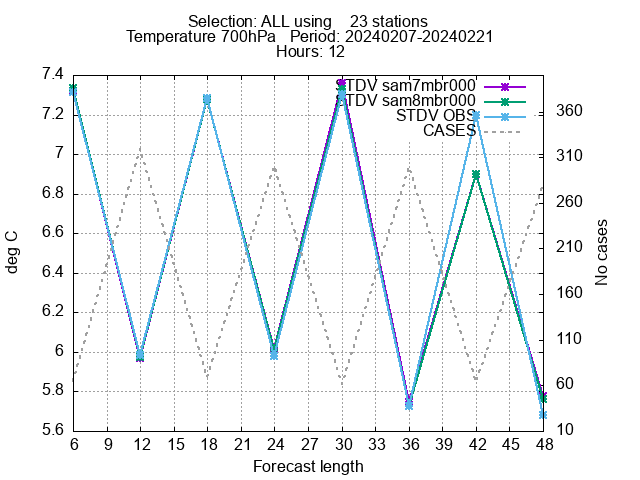 Selection: ALL using 23 stations
Temperature 700hPa Period: 20240207-20240221
Hours: 12
STDV sam7mbr000
STDV sam8mbr000
STDV OBS
CASES
deg C
7.4
7.2
7
6.8
6.6
6.4
6.2
6
5.8
5.6
No cases
360
310
260
210
160
110
60
10
6 9 12 15 18 21 24 27 30 33 36 39 42 45 48
Forecast length